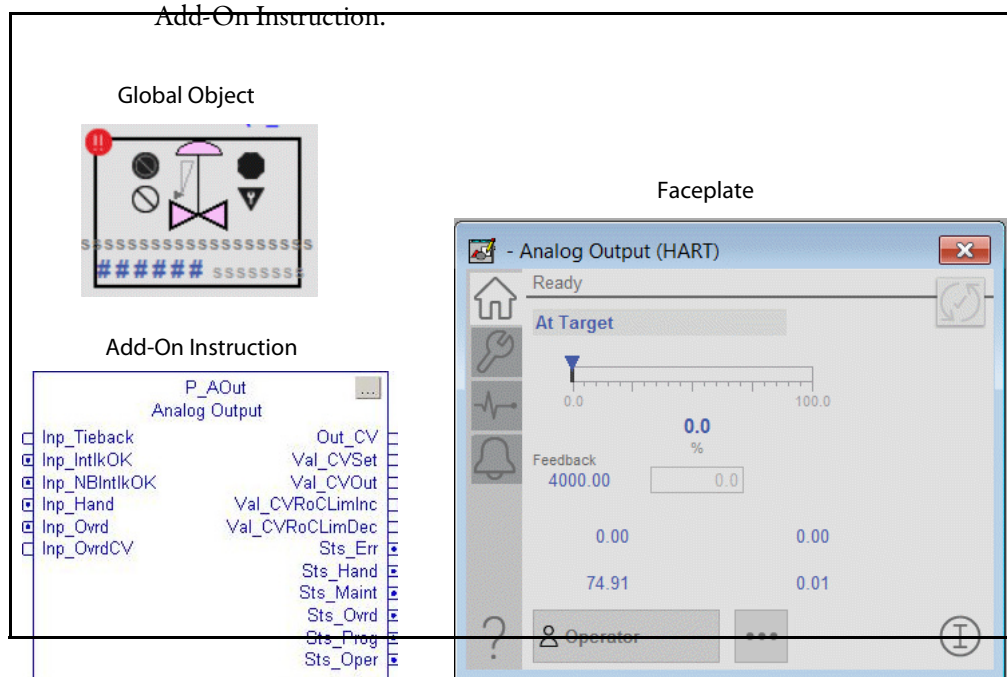 Add-On Instruction.
Global Object
!!
sssssssssssssssssss
###### ssssssss
Faceplate
- Analog Output (HART)
Ready
At Target
0.0 100.0
0.0
%
Feedback
4000.00 0.0
0.00 0.00
74.91 0.01
? Operator ...
Add-On Instruction
P_AOut ...
Analog Output
Inp_Tieback Out_CV
Inp_IntlkOK Val_CVSet
Inp_NBIntlkOK Val_CVOut
Inp_Hand Val_CVRoCLimInc
Inp_Ovrd Val_CVRoCLimDec
Inp_OvrdCV Sts_Err
Sts_Hand
Sts_Maint
Sts_Ovrd
Sts_Prog
Sts_Oper